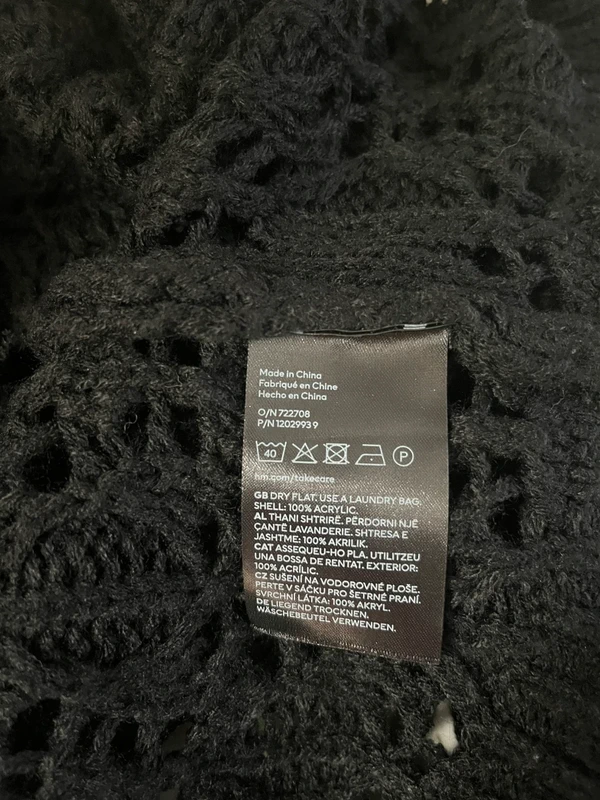 Made in China
Fabriqué en Chine
Hecho en China
O/N 722708
P/N 1202993 9
40 P
hm.com/takecare
GB DRY FLAT. USE A LAUNDRY BAG.
SHELL: 100% ACRYLIC.
AL THANI SHTRIRË. PËRDORNI NJË
ÇANTË LAVANDERIE. SHTRESA E
JASHTME: 100% AKRILIK.
CAT ASSEQUEU-HO PLA. UTILITZEU
UNA BOSSA DE RENTAT. EXTERIOR:
100% ACRÍLIC.
CZ SUŠENÍ NA VODOROVNÉ PLOŠE.
PERTE V SÁČKU PRO ŠETRNÉ PRANÍ.
SVRCHNÍ LÁTKA: 100% AKRYL.
DE LIEGEND TROCKNEN.
WÄSCHEBEUTEL VERWENDEN.